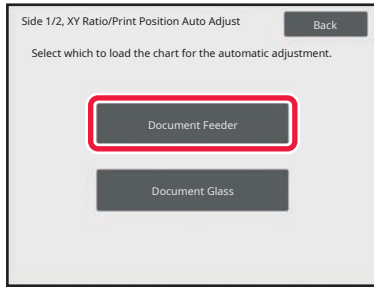 Side 1/2, XY Ratio/Print Position Auto Adjust
Back
Select which to load the chart for the automatic adjustment.
Document Feeder
Document Glass